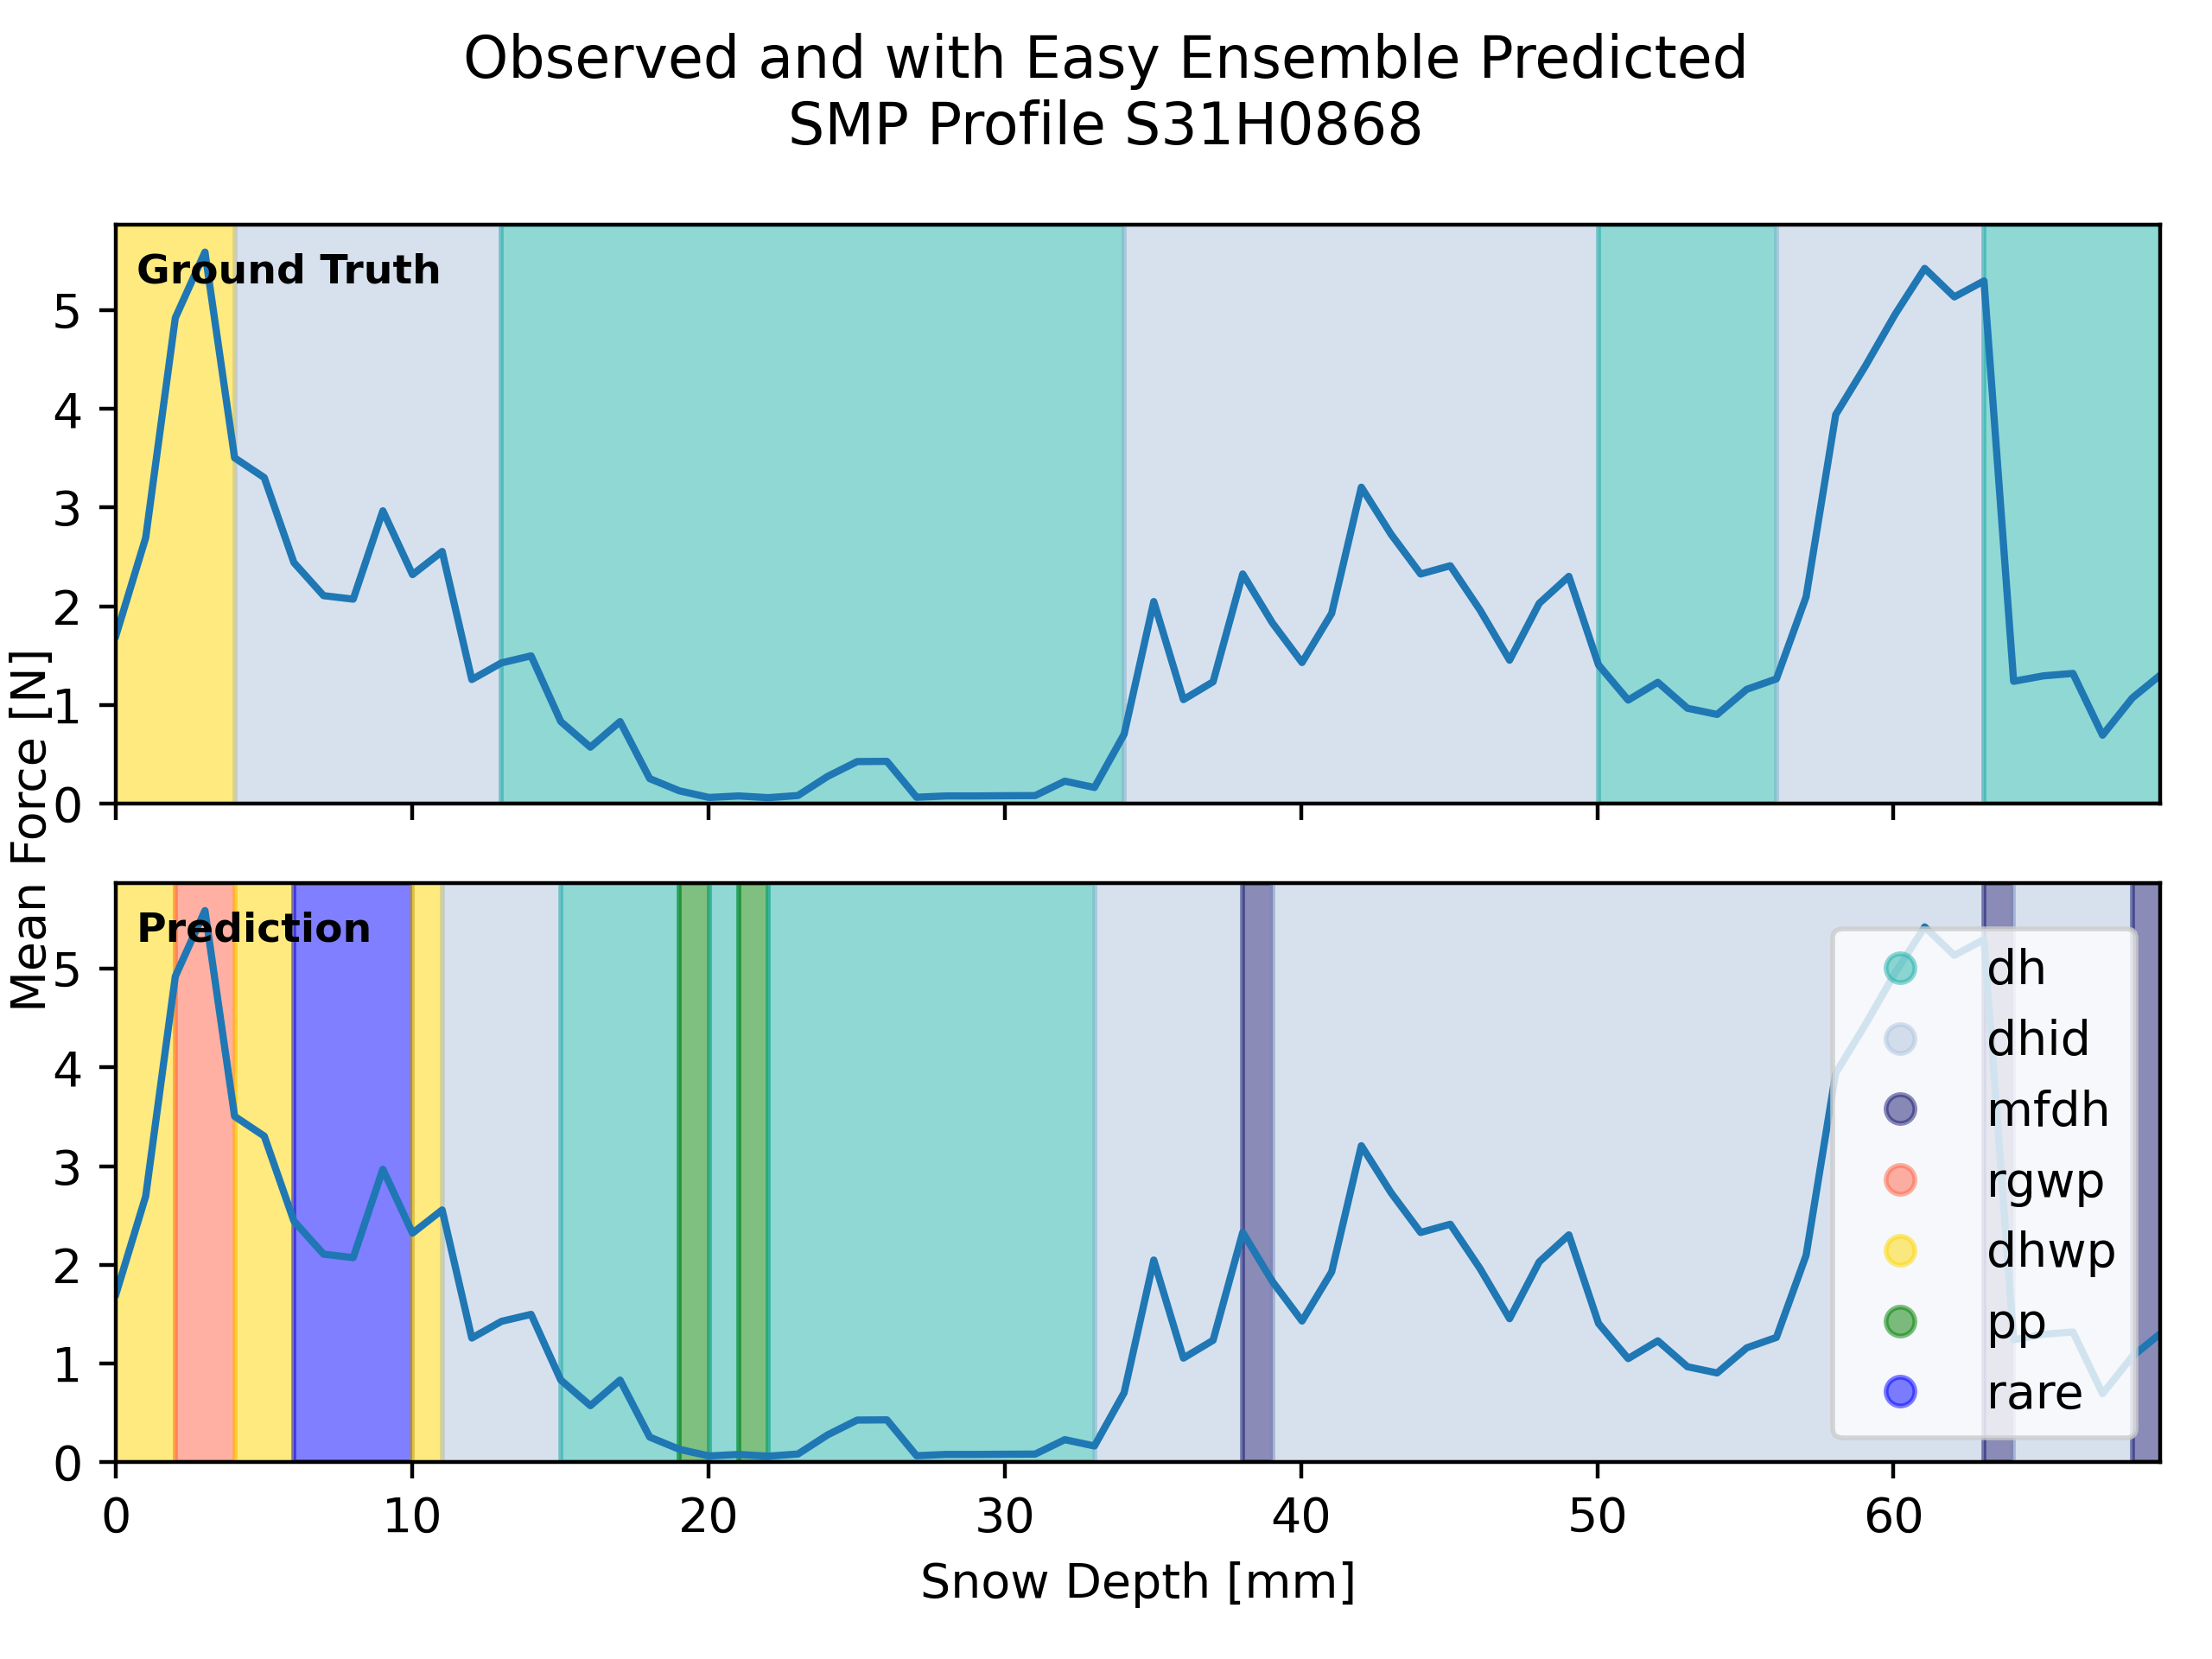 Observed and with Easy Ensemble Predicted
SMP Profile S31H0868
Ground Truth
5
4
3
2
1
0
Mean Force [N]
Prediction
5
4
3
2
1
0
dh
dhid
mfdh
rgwp
dhwp
pp
rare
0 10 20 30 40 50 60
Snow Depth [mm]